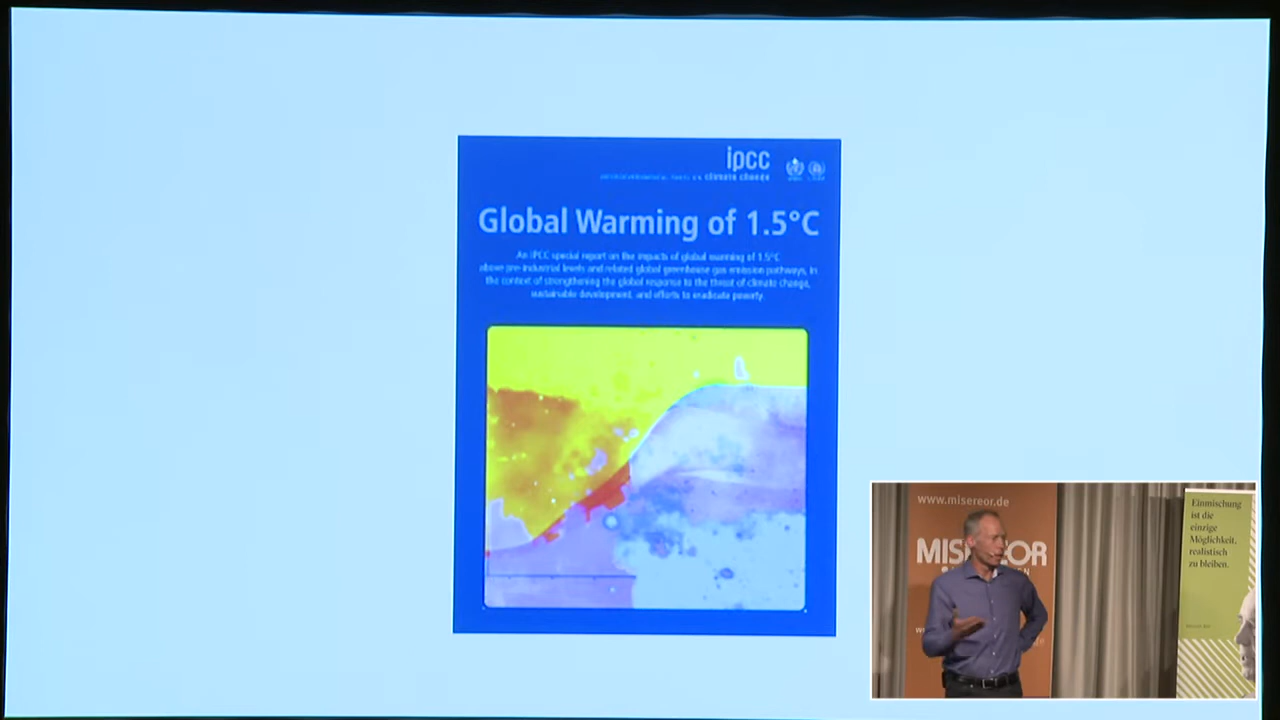 ipcc
climate change
Global Warming of 1.5°C
An IPCC special report on the impacts of global warming of 1.5°C
above pre-industrial levels and related global greenhouse gas emission pathways, in
the context of strengthening the global response to the threat of climate change,
sustainable development, and efforts to eradicate poverty.
www.misereor.de
MISEREOR
Einmischung
ist die
einzige
Möglichkeit,
realistisch
zu bleiben.